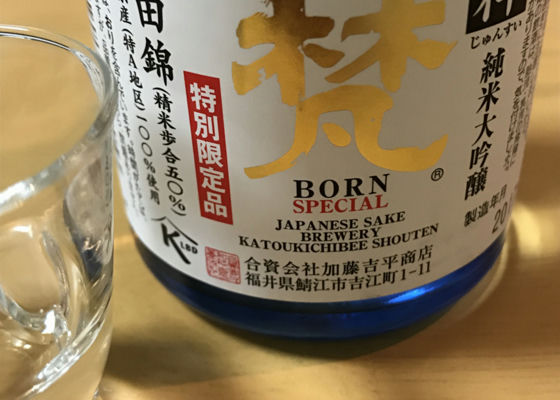 梵
じゅんすい
純米大吟醸
製造年月
20
田錦(精米歩合五〇%)
産(特A地区)一〇〇%使用
特別限定品
BORN
SPECIAL
JAPANESE SAKE
BREWERY
KATOUKICHIBEE SHOUTEN
合資会社加藤吉平商店
福井県鯖江市吉江町1-11
K LBD
®